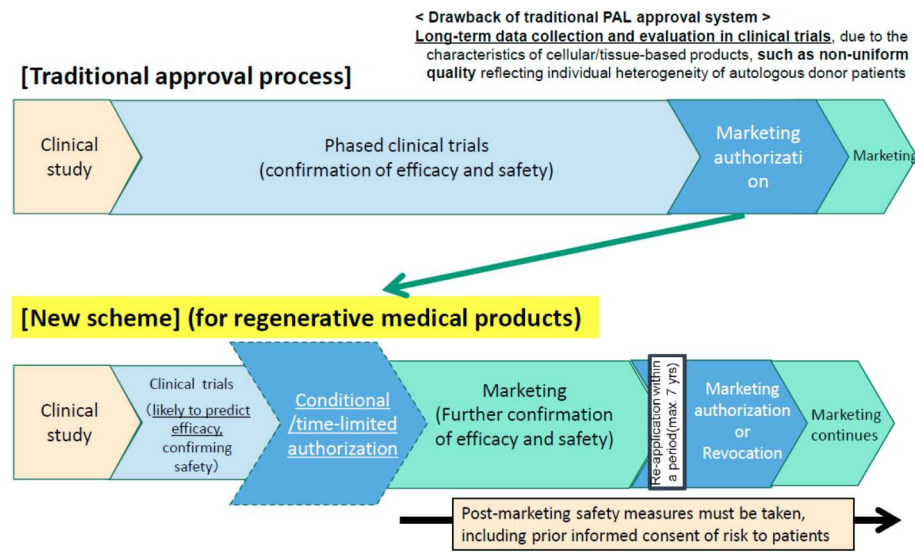 < Drawback of traditional PAL approval system >
Long-term data collection and evaluation in clinical trials, due to the
characteristics of cellular/tissue-based products, such as non-uniform
quality reflecting individual heterogeneity of autologous donor patients
[Traditional approval process]
Clinical
study
Phased clinical trials
(confirmation of efficacy and safety)
Marketing
authorizati
on
Marketing
[New scheme] (for regenerative medical products)
Clinical
study
Clinical trials
(likely to predict
efficacy,
confirming
safety)
Conditional
/time-limited
authorization
Marketing
(Further confirmation
of efficacy and safety)
Re-application within
a period(max. 7 yrs)
Marketing
authorization
or
Revocation
Marketing
continues
Post-marketing safety measures must be taken,
including prior informed consent of risk to patients